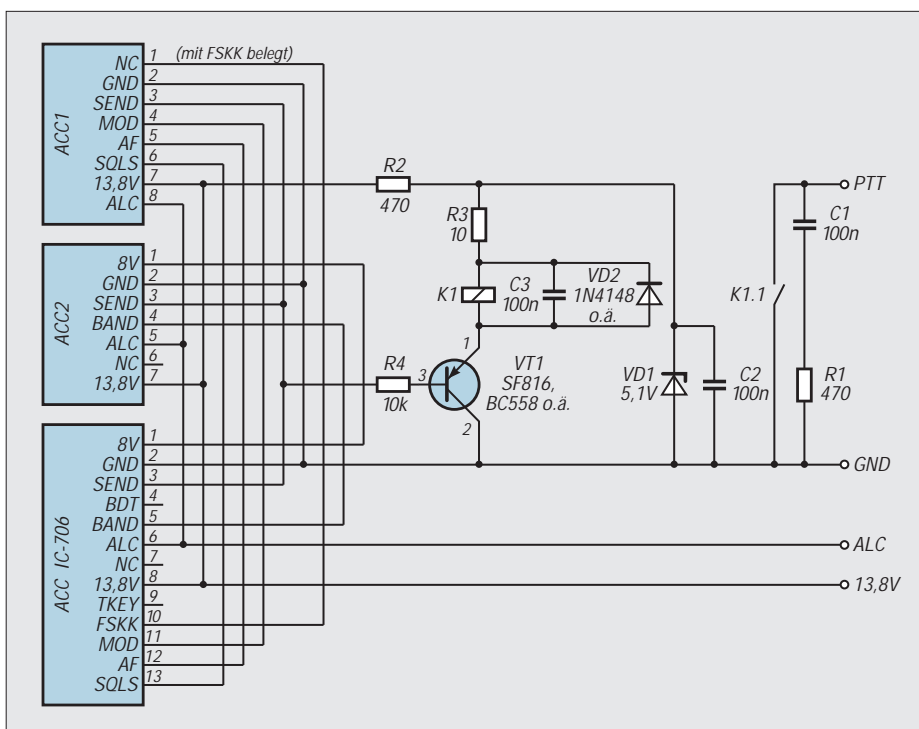 ACC1
NC 1 (mit FSKK belegt)
GND 2
SEND 3
MOD 4
AF 5
SQLS 6
13,8V 7
ALC 8
ACC2
8V 1
GND 2
SEND 3
BAND 4
ALC 5
NC 6
13,8V 7
ACC IC-706
8V 1
GND 2
SEND 3
BDT 4
BAND 5
ALC 6
NC 7
13,8V 8
TKEY 9
FSKK 10
MOD 11
AF 12
SQLS 13
R2
470
R3
10
K1
C3
100n
VD2
1N4148
o.ä.
R4
10k
1
3
2
VT1
SF816,
BC558 o.ä.
VD1
5,1V
C2
100n
K1.1
C1
100n
R1
470
PTT
GND
ALC
13,8V